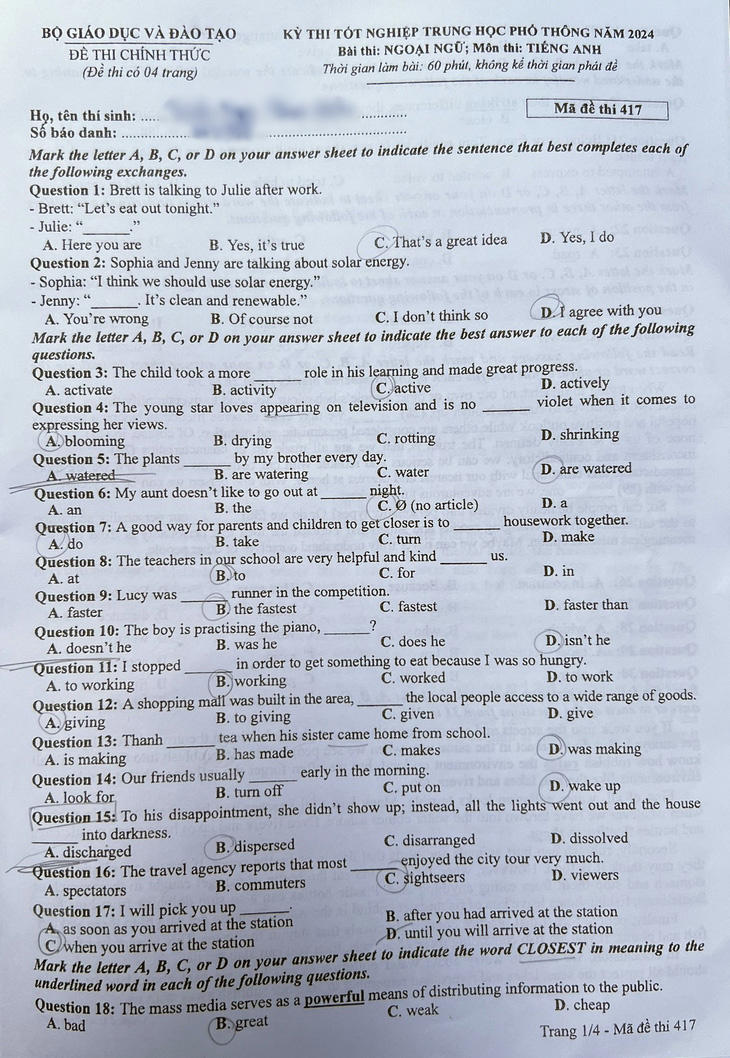 BỘ GIÁO DỤC VÀ ĐÀO TẠO
ĐỀ THI CHÍNH THỨC
(Đề thi có 04 trang)
KỲ THI TỐT NGHIỆP TRUNG HỌC PHỔ THÔNG NĂM 2024
Bài thi: NGOẠI NGỮ; Môn thi: TIẾNG ANH
Thời gian làm bài: 60 phút, không kể thời gian phát đề
Họ, tên thí sinh: .....
Số báo danh: .....
Mã đề thi 417
Mark the letter A, B, C, or D on your answer sheet to indicate the sentence that best completes each of
the following exchanges.
Question 1: Brett is talking to Julie after work.
- Brett: “Let’s eat out tonight.”
- Julie: “_______.”
A. Here you are B. Yes, it’s true C. That’s a great idea D. Yes, I do
Question 2: Sophia and Jenny are talking about solar energy.
- Sophia: “I think we should use solar energy.”
- Jenny: “_______. It’s clean and renewable.”
A. You’re wrong B. Of course not C. I don’t think so D. I agree with you
Mark the letter A, B, C, or D on your answer sheet to indicate the best answer to each of the following
questions.
Question 3: The child took a more _______ role in his learning and made great progress.
A. activate B. activity C. active D. actively
Question 4: The young star loves appearing on television and is no _______ violet when it comes to
expressing her views.
A. blooming B. drying C. rotting D. shrinking
Question 5: The plants _______ by my brother every day.
A. watered B. are watering C. water D. are watered
Question 6: My aunt doesn’t like to go out at _______ night.
A. an B. the C. Ø (no article) D. a
Question 7: A good way for parents and children to get closer is to _______ housework together.
A. do B. take C. turn D. make
Question 8: The teachers in our school are very helpful and kind _______ us.
A. at B. to C. for D. in
Question 9: Lucy was _______ runner in the competition.
A. faster B. the fastest C. fastest D. faster than
Question 10: The boy is practising the piano, _______?
A. doesn’t he B. was he C. does he D. isn’t he
Question 11: I stopped _______ in order to get something to eat because I was so hungry.
A. to working B. working C. worked D. to work
Question 12: A shopping mall was built in the area, _______ the local people access to a wide range of goods.
A. giving B. to giving C. given D. give
Question 13: Thanh _______ tea when his sister came home from school.
A. is making B. has made C. makes D. was making
Question 14: Our friends usually _______ early in the morning.
A. look for B. turn off C. put on D. wake up
Question 15: To his disappointment, she didn’t show up; instead, all the lights went out and the house
_______ into darkness.
A. discharged B. dispersed C. disarranged D. dissolved
Question 16: The travel agency reports that most _______ enjoyed the city tour very much.
A. spectators B. commuters C. sightseers D. viewers
Question 17: I will pick you up _______.
A. as soon as you arrived at the station B. after you had arrived at the station
C. when you arrive at the station D. until you will arrive at the station
Mark the letter A, B, C, or D on your answer sheet to indicate the word CLOSEST in meaning to the
underlined word in each of the following questions.
Question 18: The mass media serves as a powerful means of distributing information to the public.
A. bad B. great C. weak D. cheap
Trang 1/4 - Mã đề thi 417